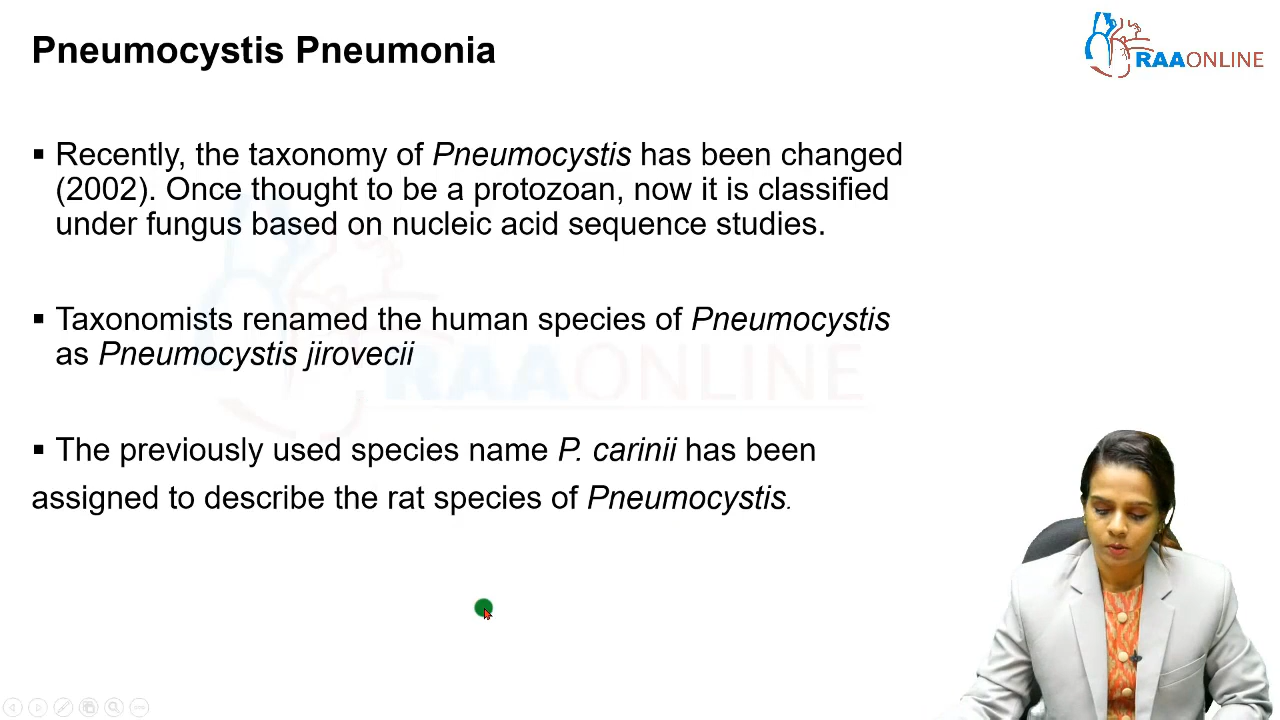 Pneumocystis Pneumonia
RAAONLINE
▪ Recently, the taxonomy of Pneumocystis has been changed
(2002). Once thought to be a protozoan, now it is classified
under fungus based on nucleic acid sequence studies.
▪ Taxonomists renamed the human species of Pneumocystis
as Pneumocystis jirovecii
RAAONLINE
▪ The previously used species name P. carinii has been
assigned to describe the rat species of Pneumocystis.